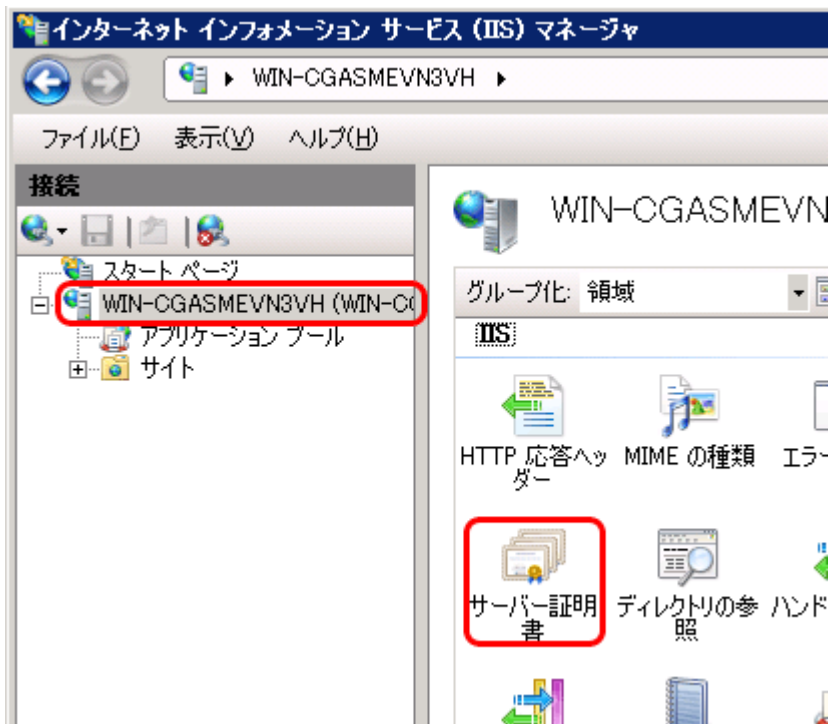 インターネット インフォメーション サービス (IIS) マネージャ
WIN-CGASMEVN3VH
ファイル(F) 表示(V) ヘルプ(H)
接続
スタート ページ
WIN-CGASMEVN3VH (WIN-CG
アプリケーション プール
サイト
WIN-CGASMEVN
グループ化: 領域
IIS
HTTP 応答ヘッ MIME の種類 エラー
ダー
サーバー証明 ディレクトリの参 ハンド
書 照